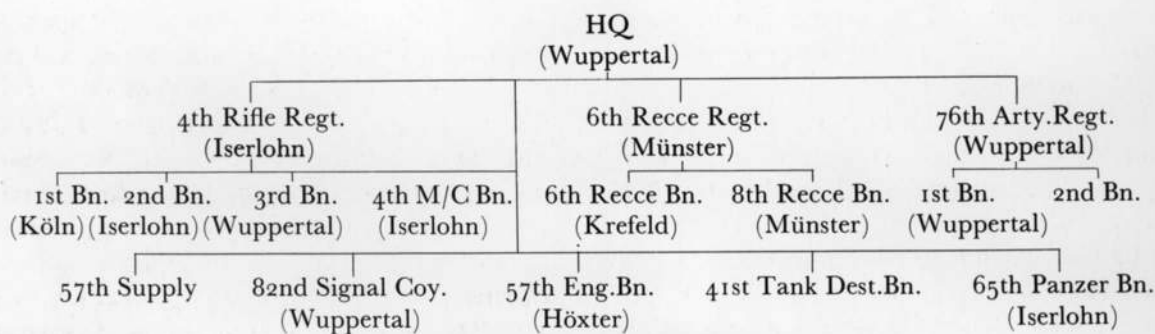 HQ
(Wuppertal)
4th Rifle Regt. 6th Recce Regt. 76th Arty.Regt.
(Iserlohn) (Münster) (Wuppertal)
1st Bn. 2nd Bn. 3rd Bn. 4th M/C Bn. 6th Recce Bn. 8th Recce Bn. 1st Bn. 2nd Bn.
(Köln) (Iserlohn) (Wuppertal) (Iserlohn) (Krefeld) (Münster) (Wuppertal)
57th Supply 82nd Signal Coy. 57th Eng.Bn. 41st Tank Dest.Bn. 65th Panzer Bn.
(Wuppertal) (Höxter) (Iserlohn)